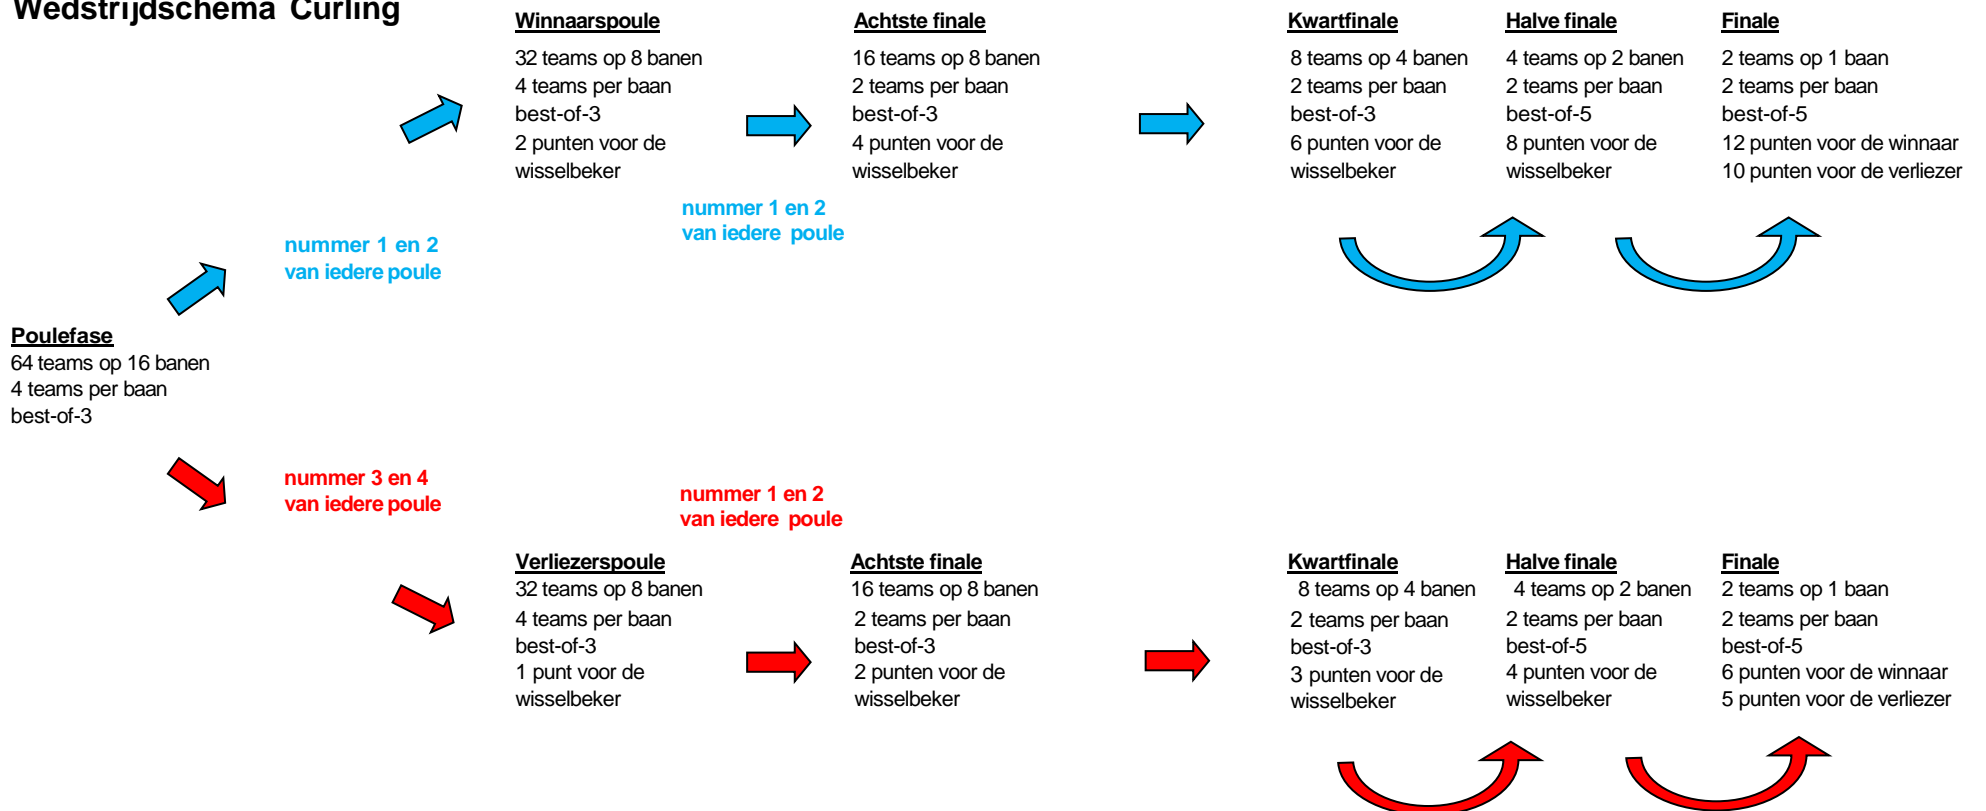 Wedstrijdschema Curling
Winnaarspoule
32 teams op 8 banen
4 teams per baan
best-of-3
2 punten voor de
wisselbeker
Achtste finale
16 teams op 8 banen
2 teams per baan
best-of-3
4 punten voor de
wisselbeker
Kwartfinale
8 teams op 4 banen
2 teams per baan
best-of-3
6 punten voor de
wisselbeker
Halve finale
4 teams op 2 banen
2 teams per baan
best-of-5
8 punten voor de
wisselbeker
Finale
2 teams op 1 baan
2 teams per baan
best-of-5
12 punten voor de winnaar
10 punten voor de verliezer
nummer 1 en 2
van iedere poule
nummer 1 en 2
van iedere poule
Poulefase
64 teams op 16 banen
4 teams per baan
best-of-3
nummer 3 en 4
van iedere poule
nummer 1 en 2
van iedere poule
Verliezerspoule
32 teams op 8 banen
4 teams per baan
best-of-3
1 punt voor de
wisselbeker
Achtste finale
16 teams op 8 banen
2 teams per baan
best-of-3
2 punten voor de
wisselbeker
Kwartfinale
8 teams op 4 banen
2 teams per baan
best-of-3
3 punten voor de
wisselbeker
Halve finale
4 teams op 2 banen
2 teams per baan
best-of-5
4 punten voor de
wisselbeker
Finale
2 teams op 1 baan
2 teams per baan
best-of-5
6 punten voor de winnaar
5 punten voor de verliezer